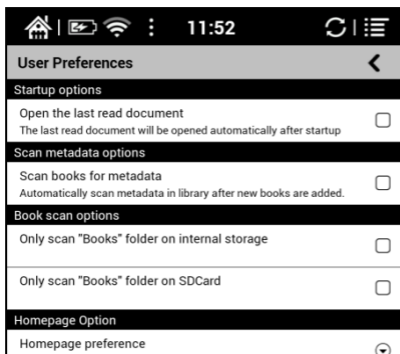 11:52
User Preferences
Startup options
Open the last read document
The last read document will be opened automatically after startup
Scan metadata options
Scan books for metadata
Automatically scan metadata in library after new books are added.
Book scan options
Only scan "Books" folder on internal storage
Only scan "Books" folder on SDCard
Homepage Option
Homepage preference